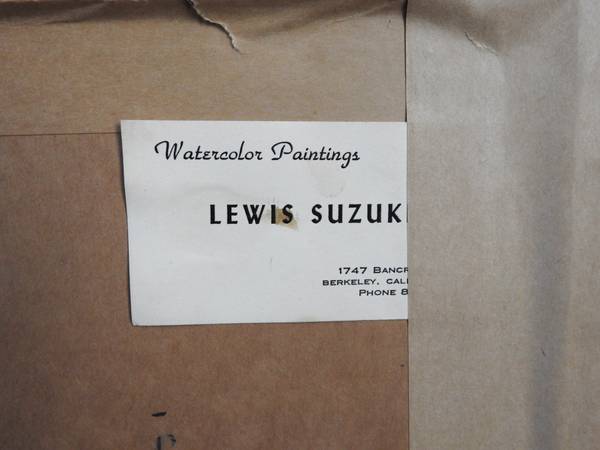 Watercolor Paintings
LEWIS SUZUK
1747 BANCR
BERKELEY, CAL
PHONE 8